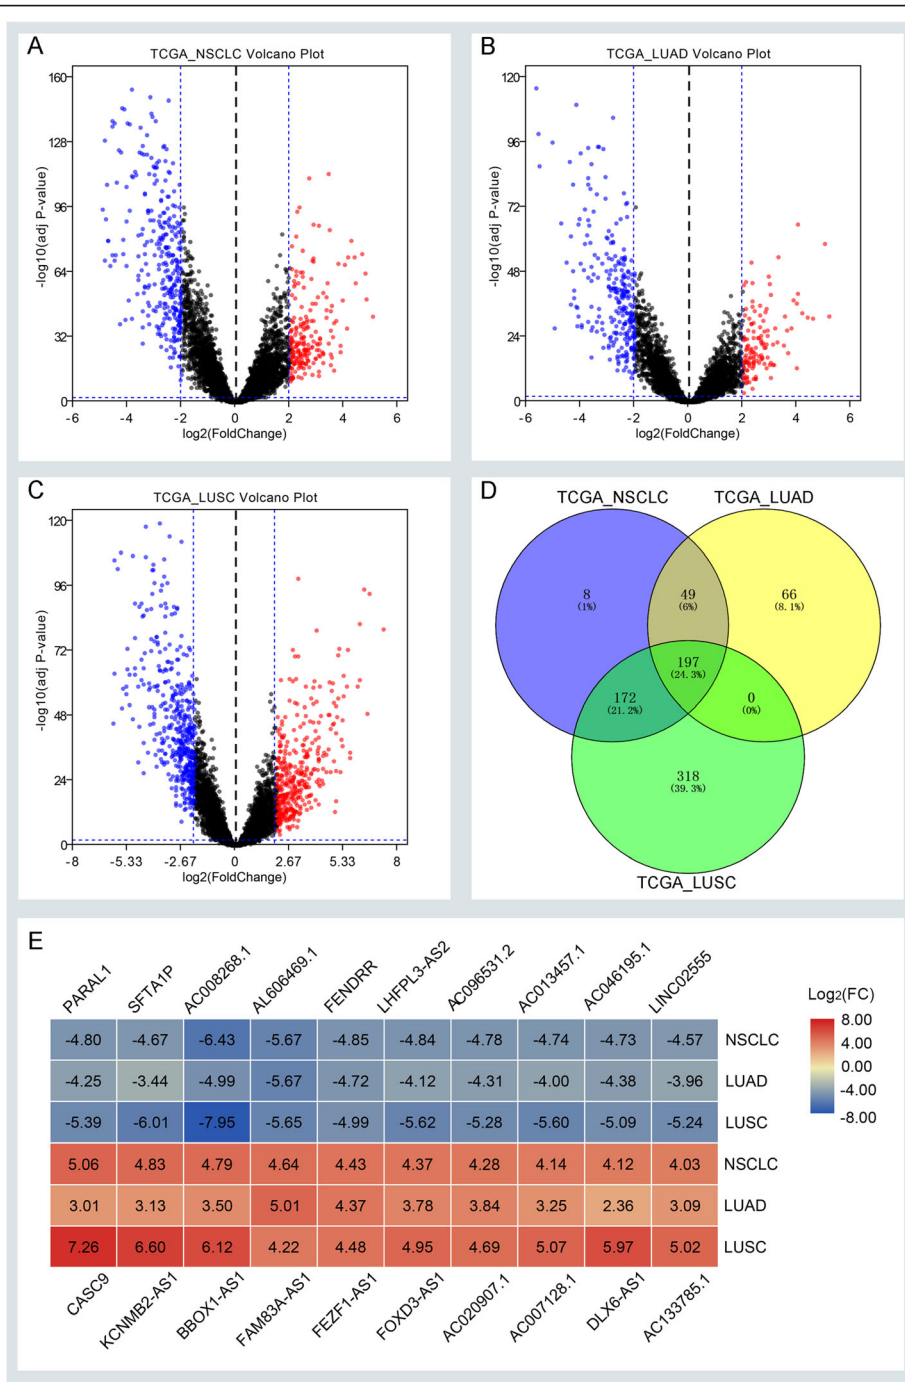 A
TCGA_NSCLC Volcano Plot
-log10(adj P-value)
160
128
96
64
32
0
-6 -4 -2 0 2 4 6
log2(FoldChange)
B
TCGA_LUAD Volcano Plot
-log10(adj P-value)
120
96
72
48
24
0
-6 -4 -2 0 2 4 6
log2(FoldChange)
C
TCGA_LUSC Volcano Plot
-log10(adj P-value)
120
96
72
48
24
0
-8 -5.33 -2.67 0 2.67 5.33 8
log2(FoldChange)
D
TCGA_NSCLC TCGA_LUAD
8
(1%)
49
(6%)
66
(8.1%)
197
(24.3%)
172
(21.2%)
0
(0%)
318
(39.3%)
TCGA_LUSC
E
PARAL1 SFTA1P AC008268.1 AL606469.1 FENDRR LHFPL3-AS2 AC096531.2 AC013457.1 AC046195.1 LINC02555
-4.80 -4.67 -6.43 -5.67 -4.85 -4.84 -4.78 -4.74 -4.73 -4.57 NSCLC
-4.25 -3.44 -4.99 -5.67 -4.72 -4.12 -4.31 -4.00 -4.38 -3.96 LUAD
-5.39 -6.01 -7.95 -5.65 -4.99 -5.62 -5.28 -5.60 -5.09 -5.24 LUSC
5.06 4.83 4.79 4.64 4.43 4.37 4.28 4.14 4.12 4.03 NSCLC
3.01 3.13 3.50 5.01 4.37 3.78 3.84 3.25 2.36 3.09 LUAD
7.26 6.60 6.12 4.22 4.48 4.95 4.69 5.07 5.97 5.02 LUSC
CASC9 KCNMB2-AS1 BBOX1-AS1 FAM83A-AS1 FEZF1-AS1 FOXD3-AS1 AC020907.1 AC007128.1 DLX6-AS1 AC133785.1
Log2(FC)
8.00
4.00
0.00
-4.00
-8.00